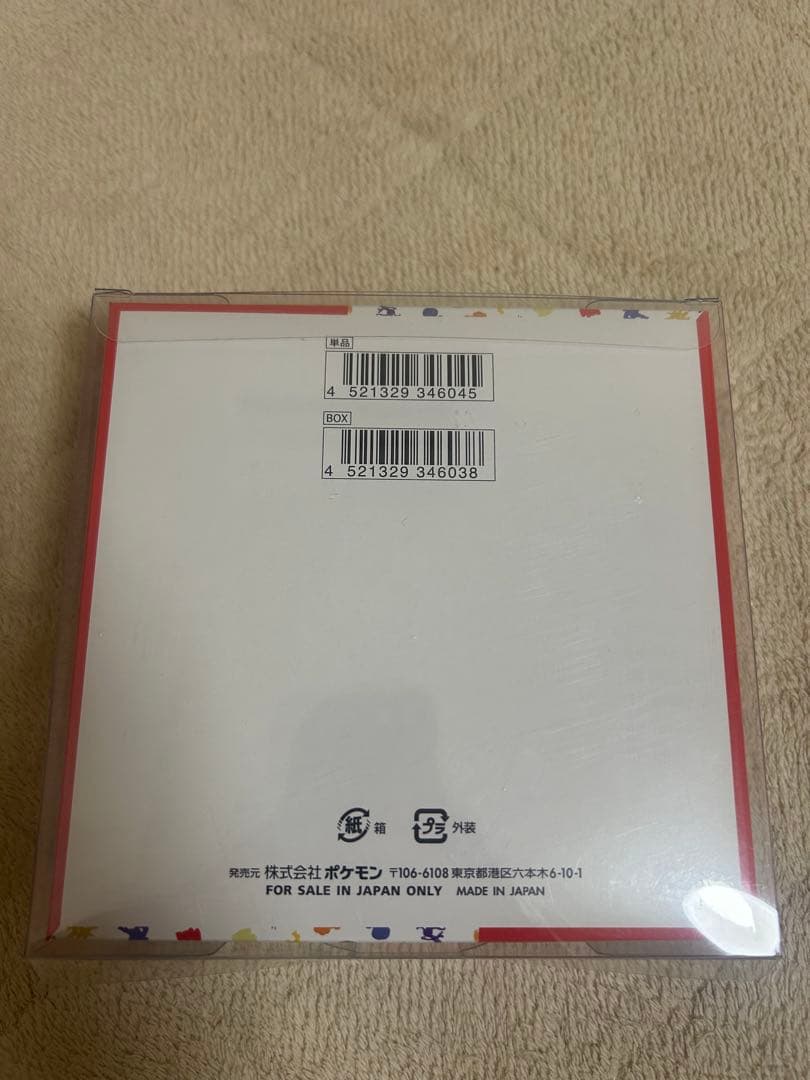 単品
4 521329 346045
BOX
4 521329 346038
紙 箱 プラ 外装
発売元 株式会社 ポケモン 〒106-6108 東京都港区六本木6-10-1
FOR SALE IN JAPAN ONLY MADE IN JAPAN